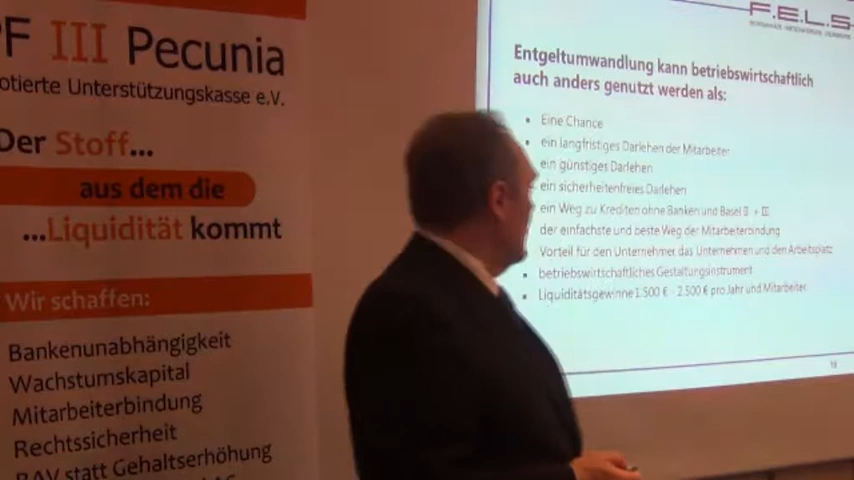 PF III Pecunia
otierte Unterstützungskasse e.V.
Der Stoff...
aus dem die
...Liquidität kommt
Wir schaffen:
Bankenunabhängigkeit
Wachstumskapital
Mitarbeiterbindung
Rechtssicherheit
BAV statt Gehaltserhöhung
F.E.L.S
Entgeltumwandlung kann betriebswirtschaftlich
auch anders genutzt werden als:
• Eine Chance
• ein langfristiges Darlehen der Mitarbeiter
ein günstiges Darlehen
ein sicherheitenfreies Darlehen
ein Weg zu Krediten ohne Banken und Basel II + III
der einfachste und beste Weg der Mitarbeiterbindung
Vorteil für den Unternehmer das Unternehmen und den Arbeitsplatz
• betriebswirtschaftliches Gestaltungsinstrument
• Liquiditätsgewinne 1.500 € - 2.500 € pro Jahr und Mitarbeiter